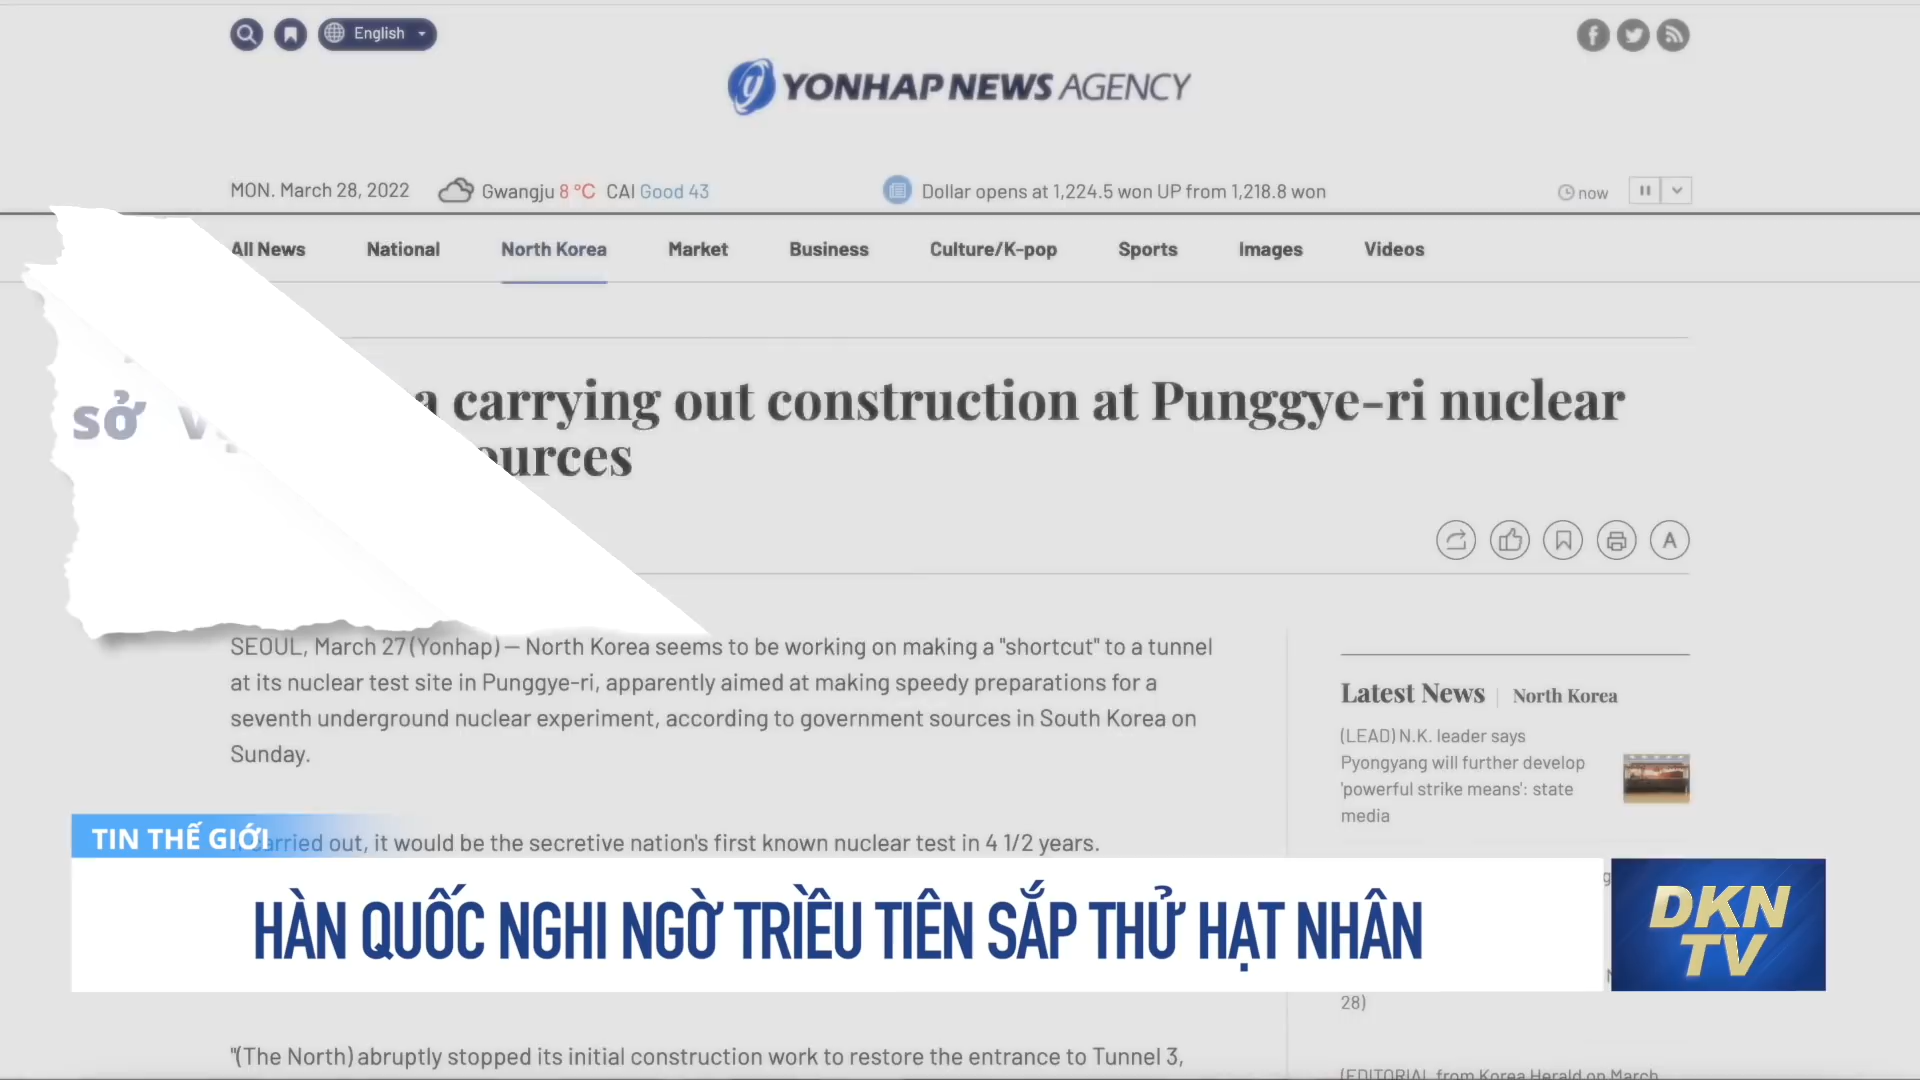 English
YONHAP NEWS AGENCY
MON. March 28, 2022 Gwangju 8 °C CAI Good 43 Dollar opens at 1,224.5 won UP from 1,218.8 won now
All News National North Korea Market Business Culture/K-pop Sports Images Videos
carrying out construction at Punggye-ri nuclear
sở
A
SEOUL, March 27 (Yonhap) — North Korea seems to be working on making a "shortcut" to a tunnel
at its nuclear test site in Punggye-ri, apparently aimed at making speedy preparations for a
seventh underground nuclear experiment, according to government sources in South Korea on
Sunday.
Latest News | North Korea
(LEAD) N.K. leader says
Pyongyang will further develop
'powerful strike means': state
media
TIN THẾ GIỚI
carried out, it would be the secretive nation's first known nuclear test in 4 1/2 years.
HÀN QUỐC NGHI NGỜ TRIỀU TIÊN SẮP THỬ HẠT NHÂN
DKN
TV
28)
"(The North) abruptly stopped its initial construction work to restore the entrance to Tunnel 3,
(EDITORIAL from Korea Herald on March